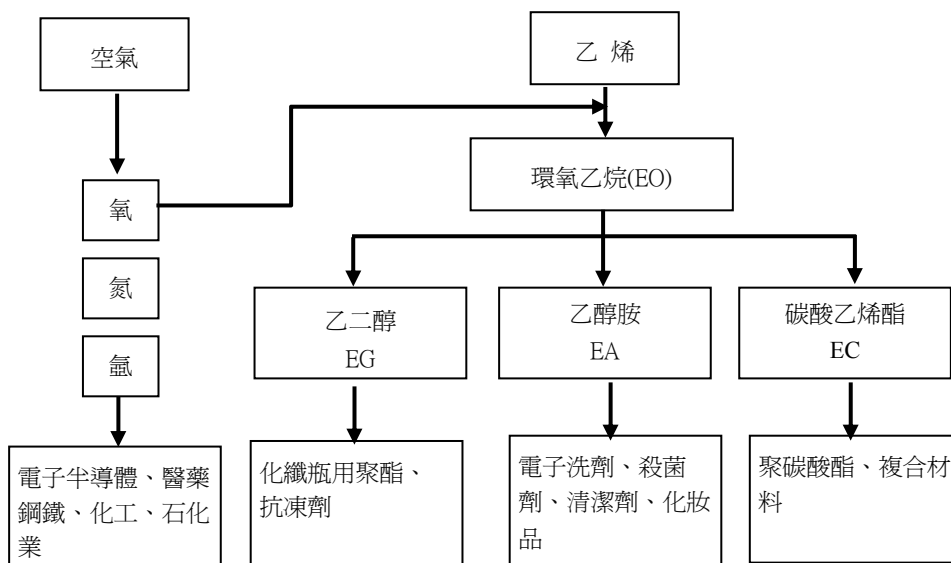 空氣
乙 烯
環氧乙烷(EO)
氧
氮
氬
乙二醇
EG
乙醇胺
EA
碳酸乙烯酯
EC
電子半導體、醫藥
鋼鐵、化工、石化
業
化纖瓶用聚酯、
抗凍劑
電子洗劑、殺菌
劑、清潔劑、化妝
品
聚碳酸酯、複合材
料